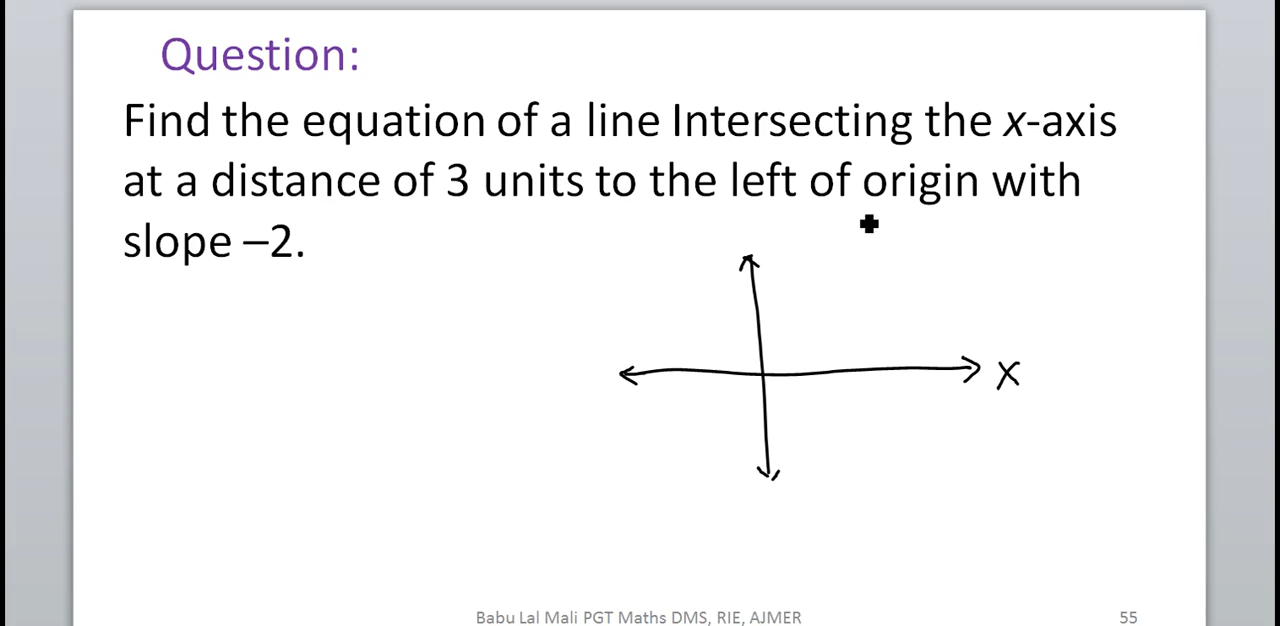 Question:
Find the equation of a line Intersecting the x-axis
at a distance of 3 units to the left of origin with
slope –2.
X
Babu Lal Mali PGT Maths DMS, RIE, AJMER
55